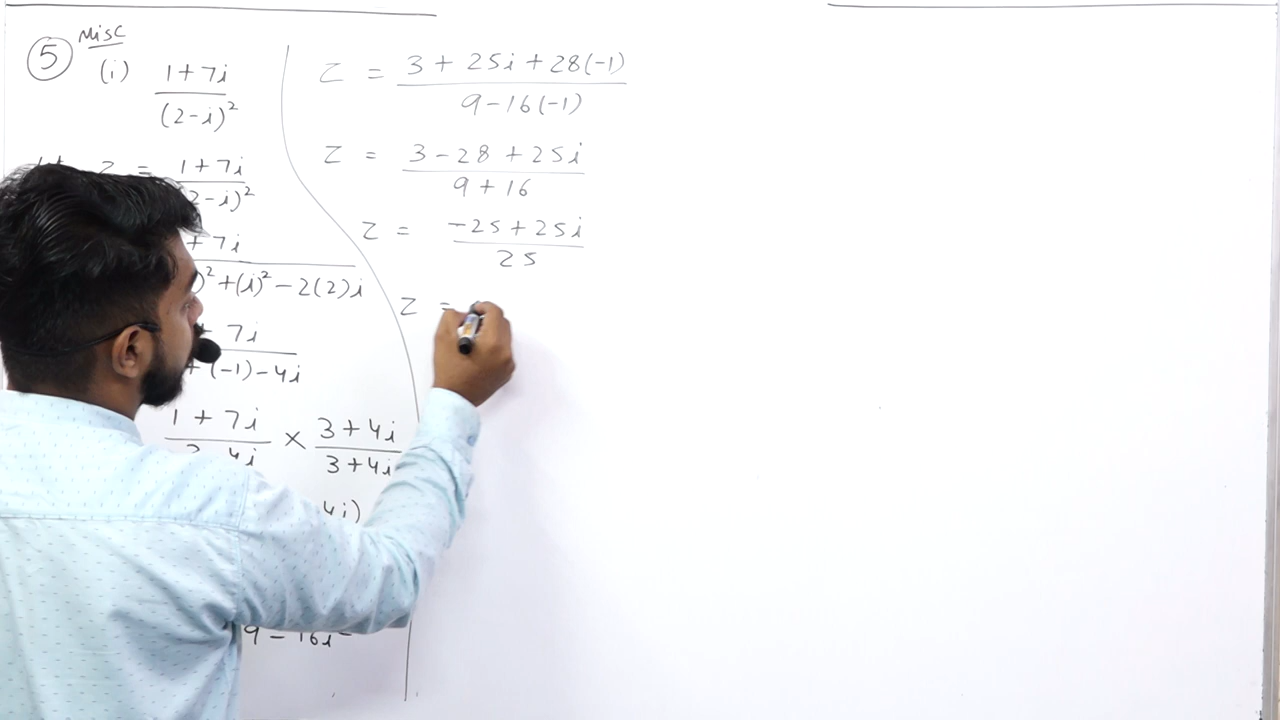 Misc
5
(i) 1+7i / (2-i)²
z = 1+7i / 2-i)²
+7i / )²+(i)²-2(2)i
7i / +(-1)-4i
1+7i / 4i × 3+4i / 3+4i
4i)
9-16i²
z = 3+25i+28(-1) / 9-16(-1)
z = 3-28+25i / 9+16
z = -25+25i / 25
z =